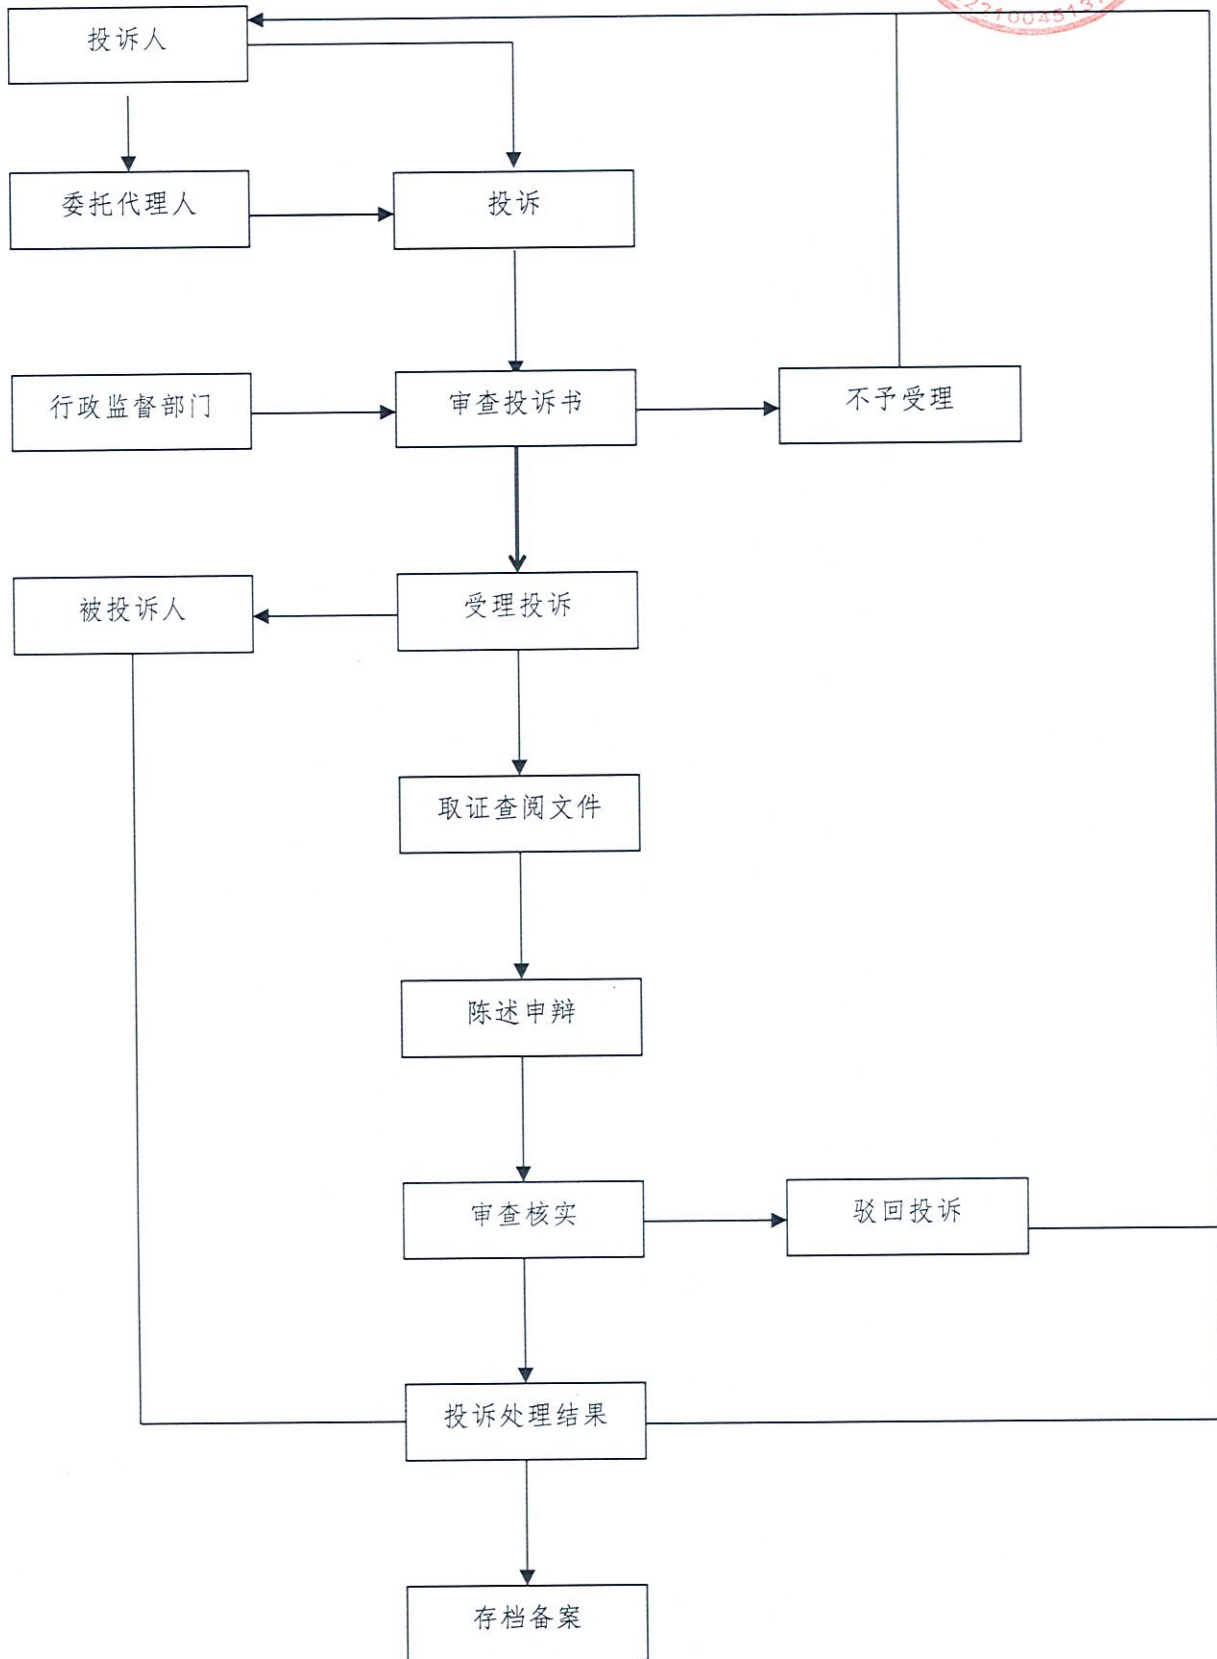 投诉人
委托代理人
投诉
行政监督部门
审查投诉书
不予受理
被投诉人
受理投诉
取证查阅文件
陈述申辩
审查核实
驳回投诉
投诉处理结果
存档备案